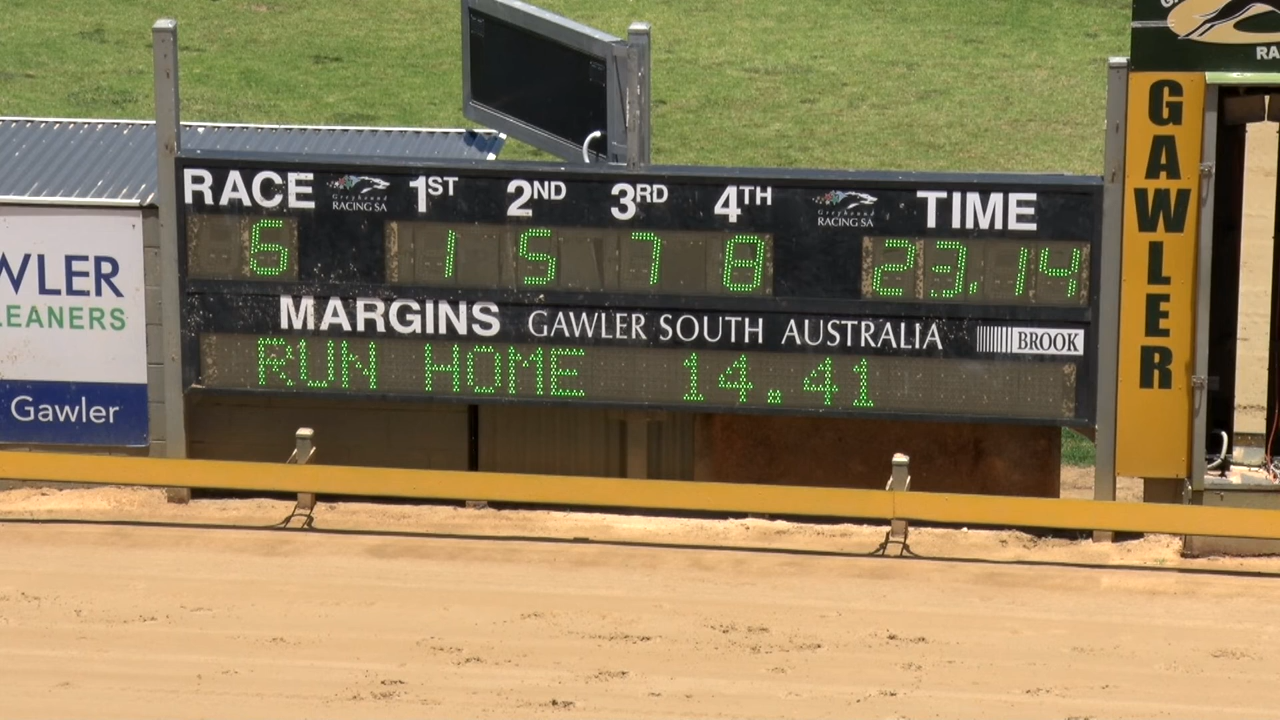 RACE
Greyhound
RACING SA
1ST 2ND 3RD 4TH
Greyhound
RACING SA
TIME
6 1 5 7 8 23.14
MARGINS GAWLER SOUTH AUSTRALIA BROOK
RUN HOME 14.41
WLER
LEANERS
Gawler
RA
GAWLER